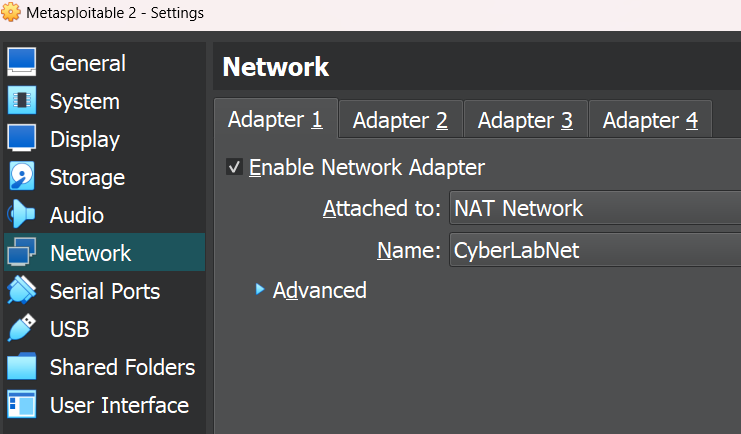 Metasploitable 2 - Settings
General
System
Display
Storage
Audio
Network
Serial Ports
USB
Shared Folders
User Interface
Network
Adapter 1 Adapter 2 Adapter 3 Adapter 4
Enable Network Adapter
Attached to: NAT Network
Name: CyberLabNet
Advanced